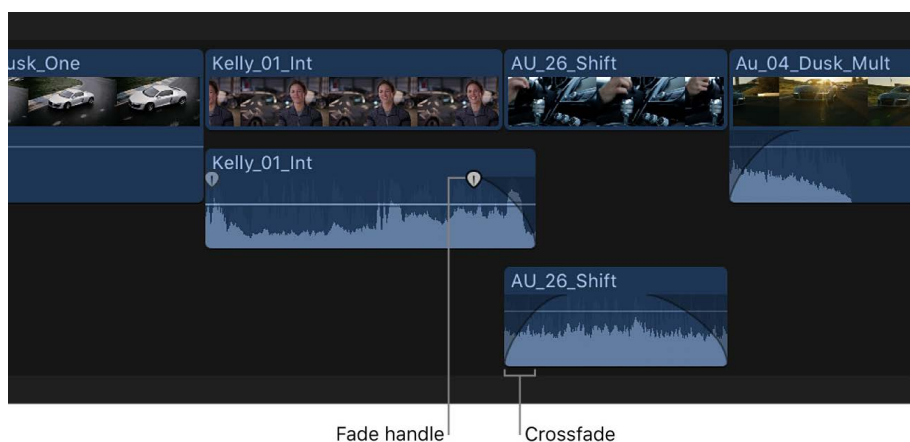 usk_One
Kelly_01_Int
AU_26_Shift
Au_04_Dusk_Mult
Kelly_01_Int
AU_26_Shift
Fade handle
Crossfade